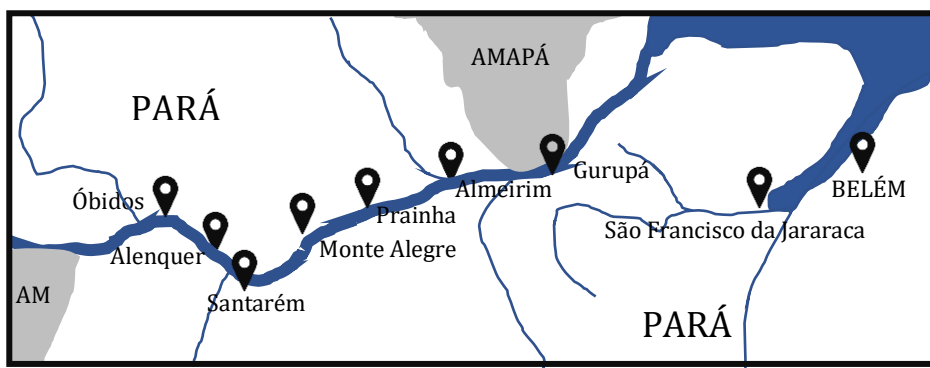 AMAPÁ
PARÁ
Gurupá
Almeirim
BELÉM
Óbidos
Prainha
São Francisco da Jararaca
Monte Alegre
Alenquer
AM
Santarém
PARÁ